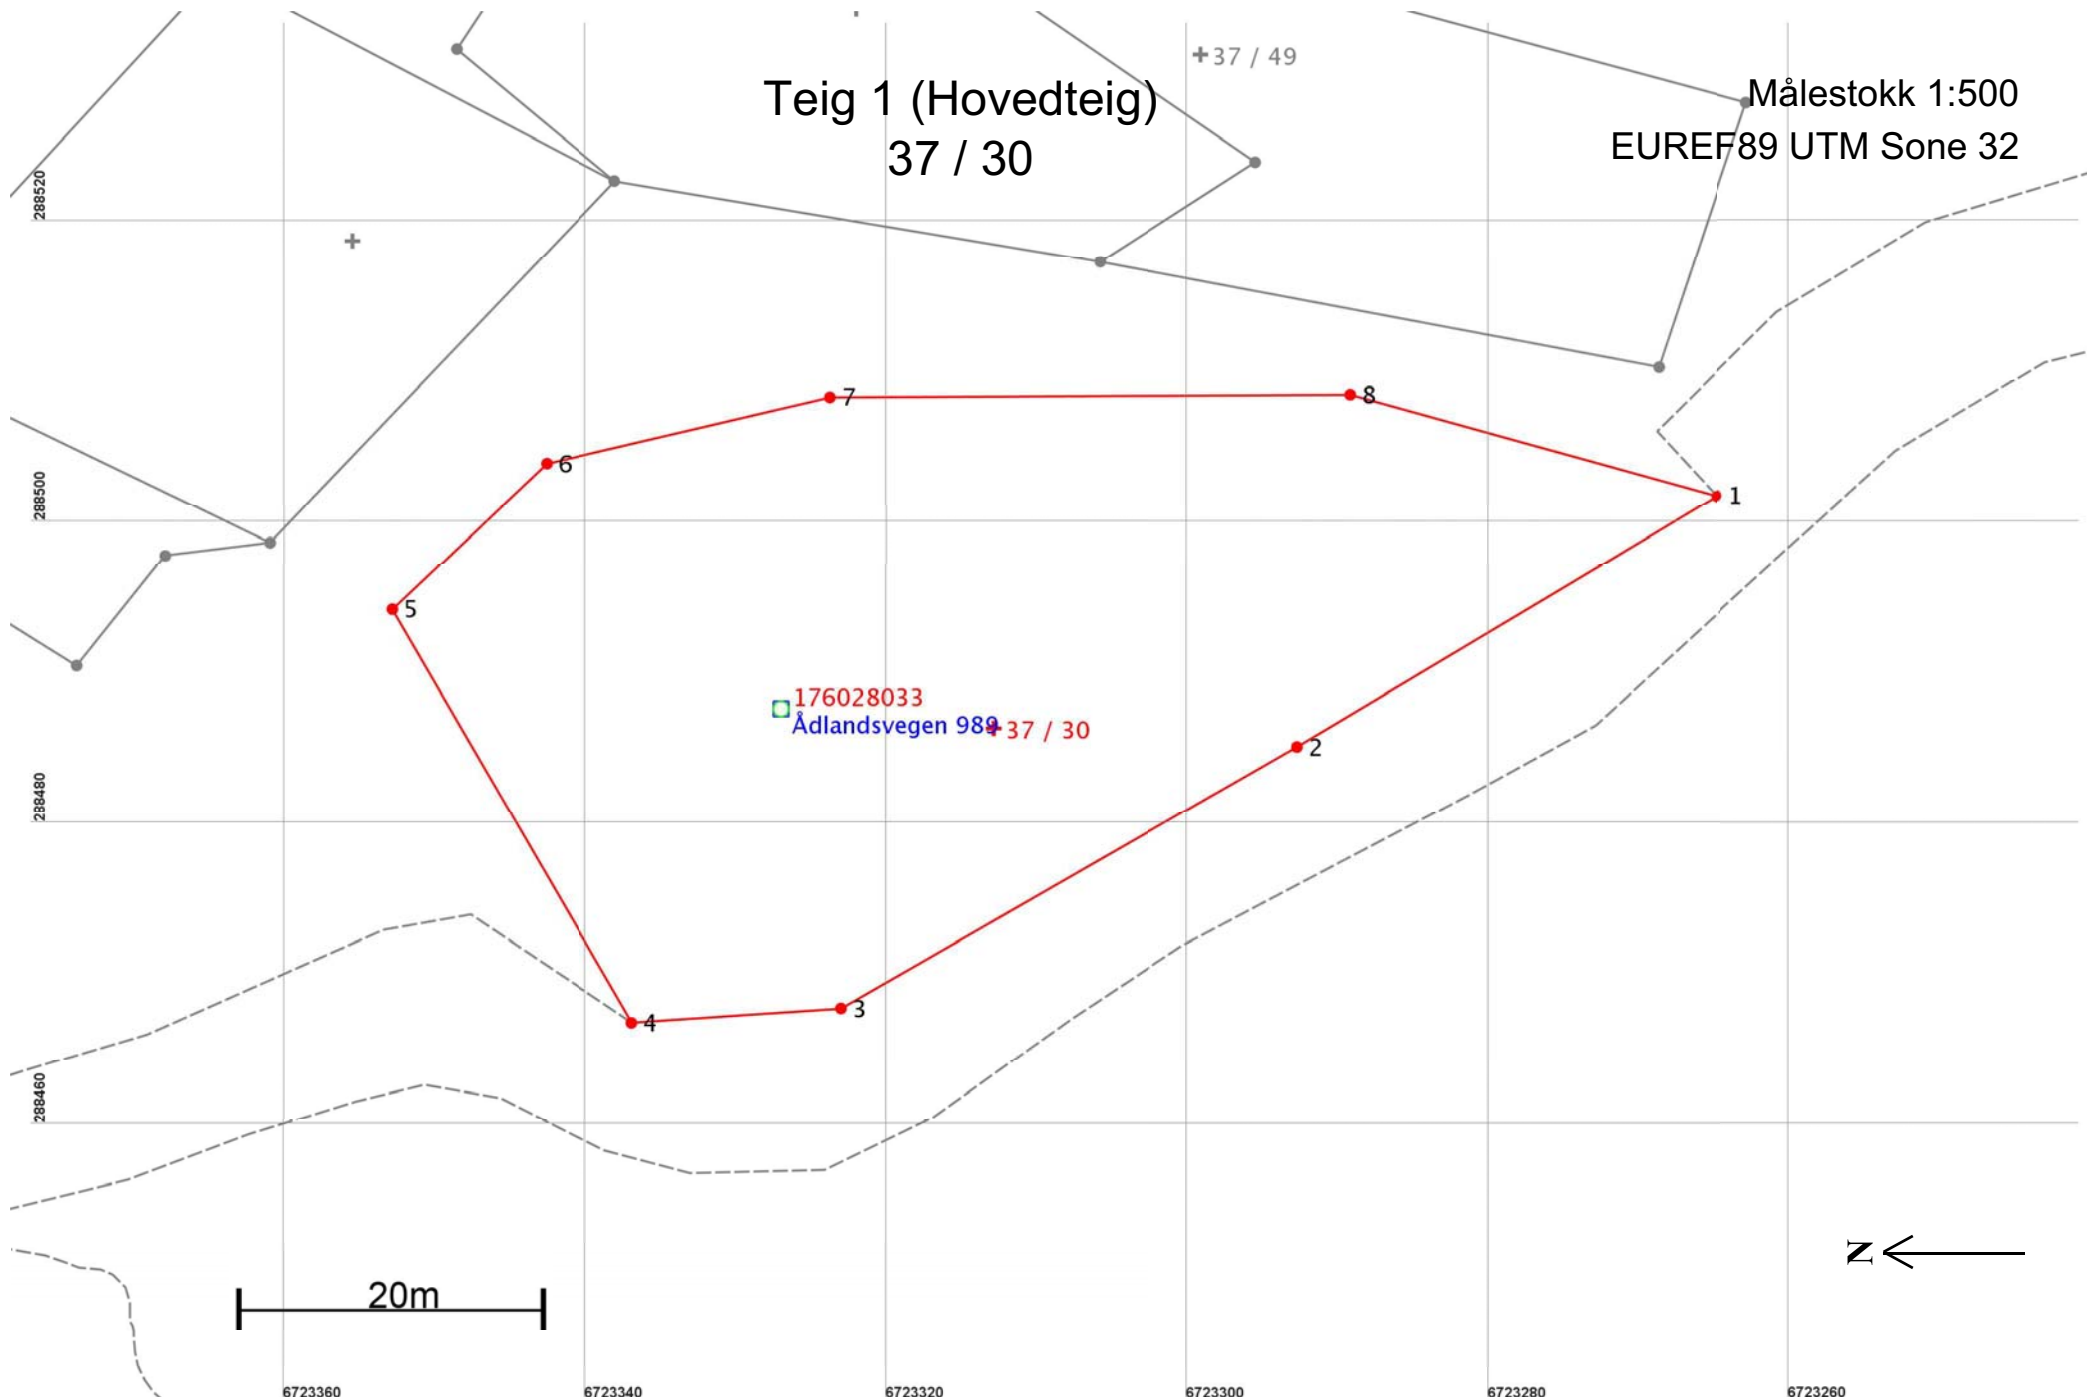 37 / 49
Teig 1 (Hovedteig)
37 / 30
Målestokk 1:500
EUREF89 UTM Sone 32
288520
7
8
6
288500
1
5
176028033
Ådlandsvegen 989
37 / 30
2
288480
3
4
288460
N
20m
6723360
6723340
6723320
6723300
6723280
6723260